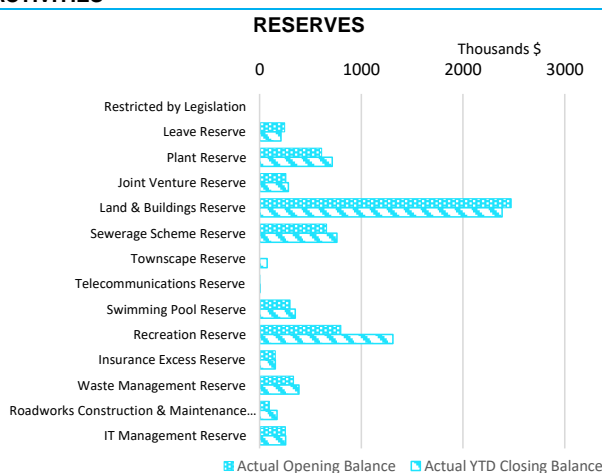 RESERVES
Thousands $
0 1000 2000 3000
Restricted by Legislation
Leave Reserve
Plant Reserve
Joint Venture Reserve
Land & Buildings Reserve
Sewerage Scheme Reserve
Townscape Reserve
Telecommunications Reserve
Swimming Pool Reserve
Recreation Reserve
Insurance Excess Reserve
Waste Management Reserve
Roadworks Construction & Maintenance…
IT Management Reserve
Actual Opening Balance Actual YTD Closing Balance